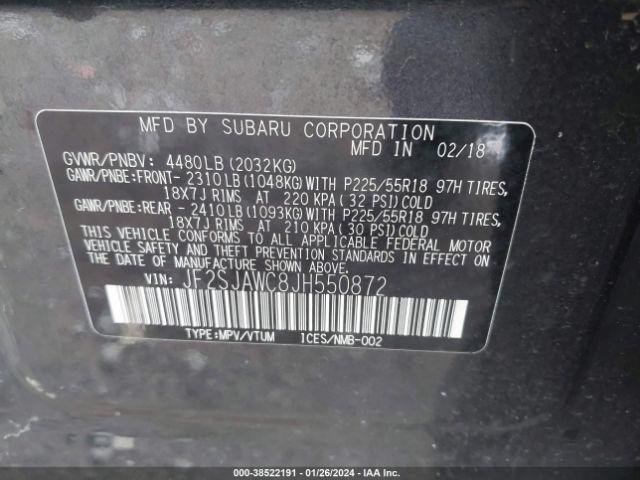 MFD BY SUBARU CORPORATION
MFD IN 02/18
GVWR/PNBV: 4480LB (2032KG)
GAWR/PNBE:FRONT- 2310LB (1048KG) WITH P225/55R18 97H TIRES,
18X7J RIMS AT 220 KPA (32 PSI) COLD
GAWR/PNBE:REAR - 2410LB (1093KG) WITH P225/55R18 97H TIRES,
18X7J RIMS AT 210 KPA (30 PSI) COLD
THIS VEHICLE CONFORMS TO ALL APPLICABLE FEDERAL MOTOR
VEHICLE SAFETY AND THEFT PREVENTION STANDARDS IN EFFECT ON
THE DATE OF MANUFACTURE SHOWN ABOVE.
VIN: JF2SJAWC8JH550872
TYPE:MPV/VTUM ICES/NMB-002
000-38522191 - 01/26/2024 - IAA Inc.